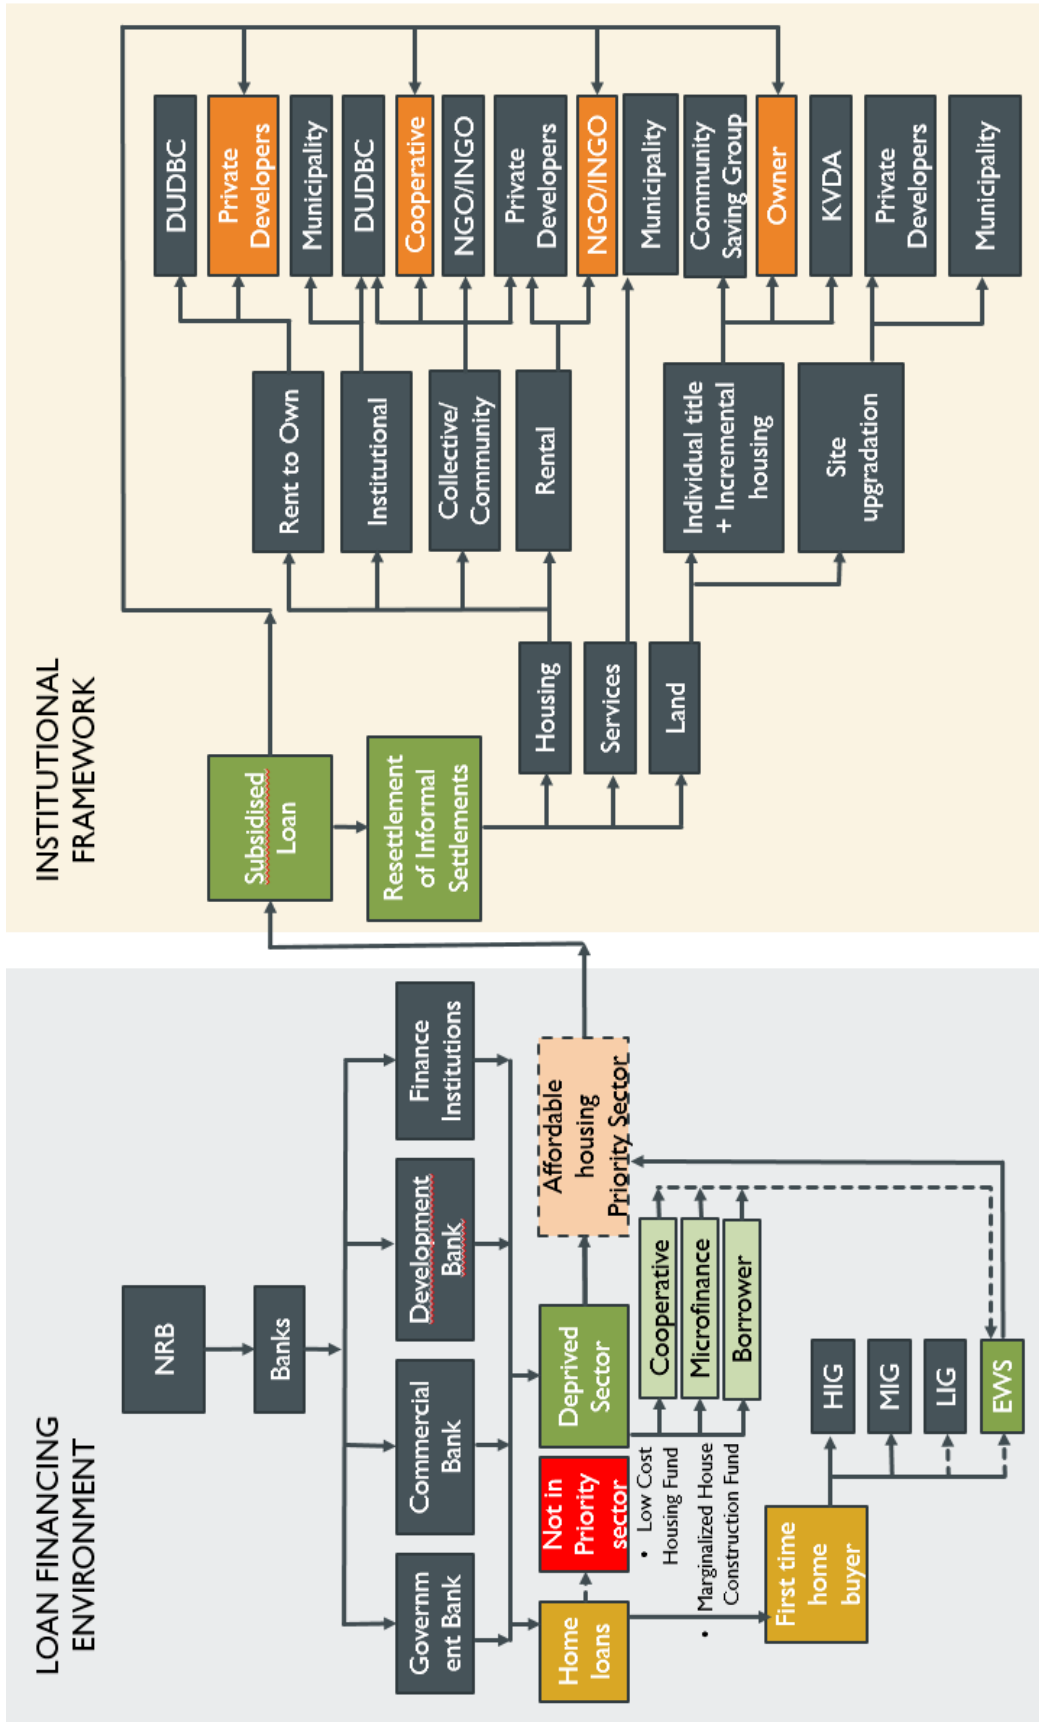 LOAN FINANCING
ENVIRONMENT
NRB
Banks
Governm
ent Bank
Commercial
Bank
Development
Bank
Finance
Institutions
Home
loans
Not in
Priority
sector
Deprived
Sector
Affordable
housing
Priority Sector
• Low Cost
Housing Fund
• Marginalized House
Construction Fund
Cooperative
Microfinance
Borrower
First time
home
buyer
HIG
MIG
LIG
EWS
INSTITUTIONAL
FRAMEWORK
Subsidised
Loan
Resettlement
of Informal
Settlements
Housing
Services
Land
Rent to Own
Institutional
Collective/
Community
Rental
Individual title
+ Incremental
housing
Site
upgradation
DUDBC
Private
Developers
Municipality
DUDBC
Cooperative
NGO/INGO
Private
Developers
NGO/INGO
Municipality
Community
Saving Group
Owner
KVDA
Private
Developers
Municipality